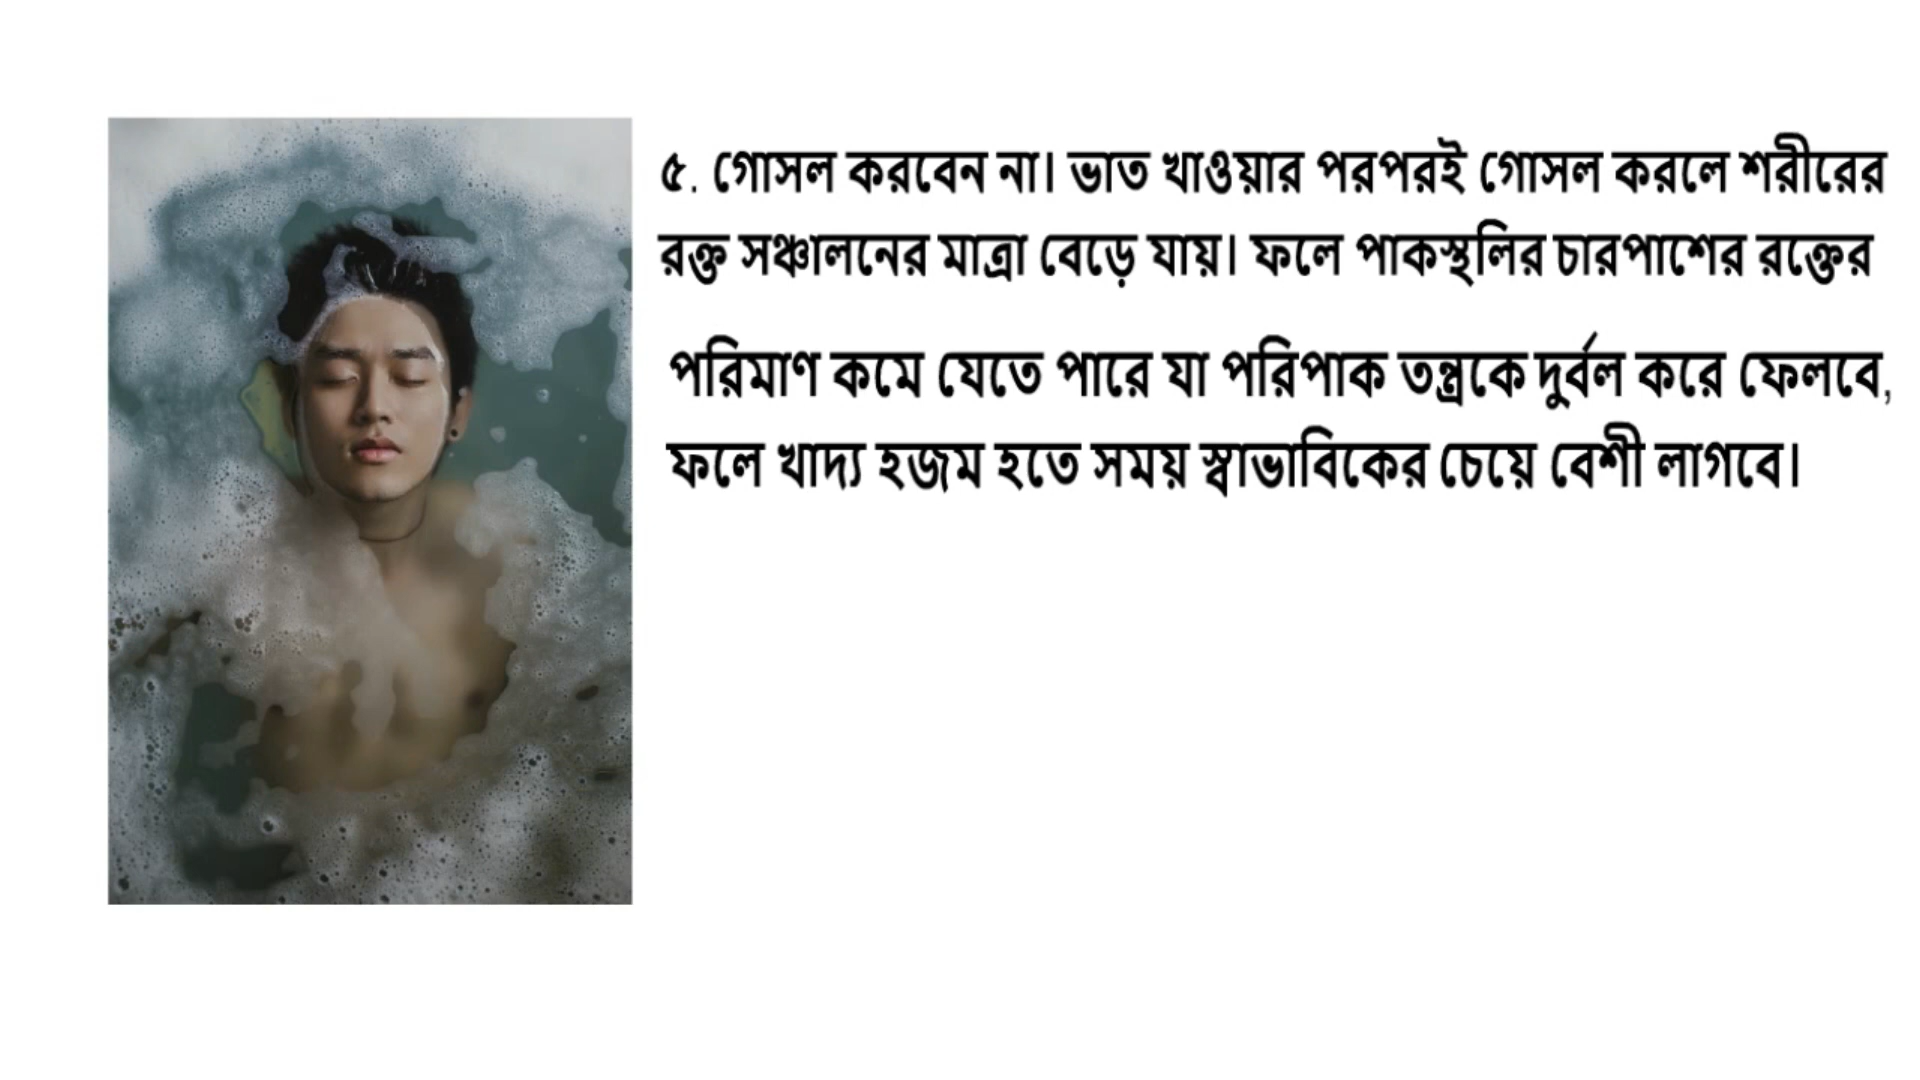 ৫. গোসল করবেন না। ভাত খাওয়ার পরপরই গোসল করলে শরীরের
রক্ত সঞ্চালনের মাত্রা বেড়ে যায়। ফলে পাকস্থলির চারপাশের রক্তের
পরিমাণ কমে যেতে পারে যা পরিপাক তন্ত্রকে দুর্বল করে ফেলবে,
ফলে খাদ্য হজম হতে সময় স্বাভাবিকের চেয়ে বেশী লাগবে।